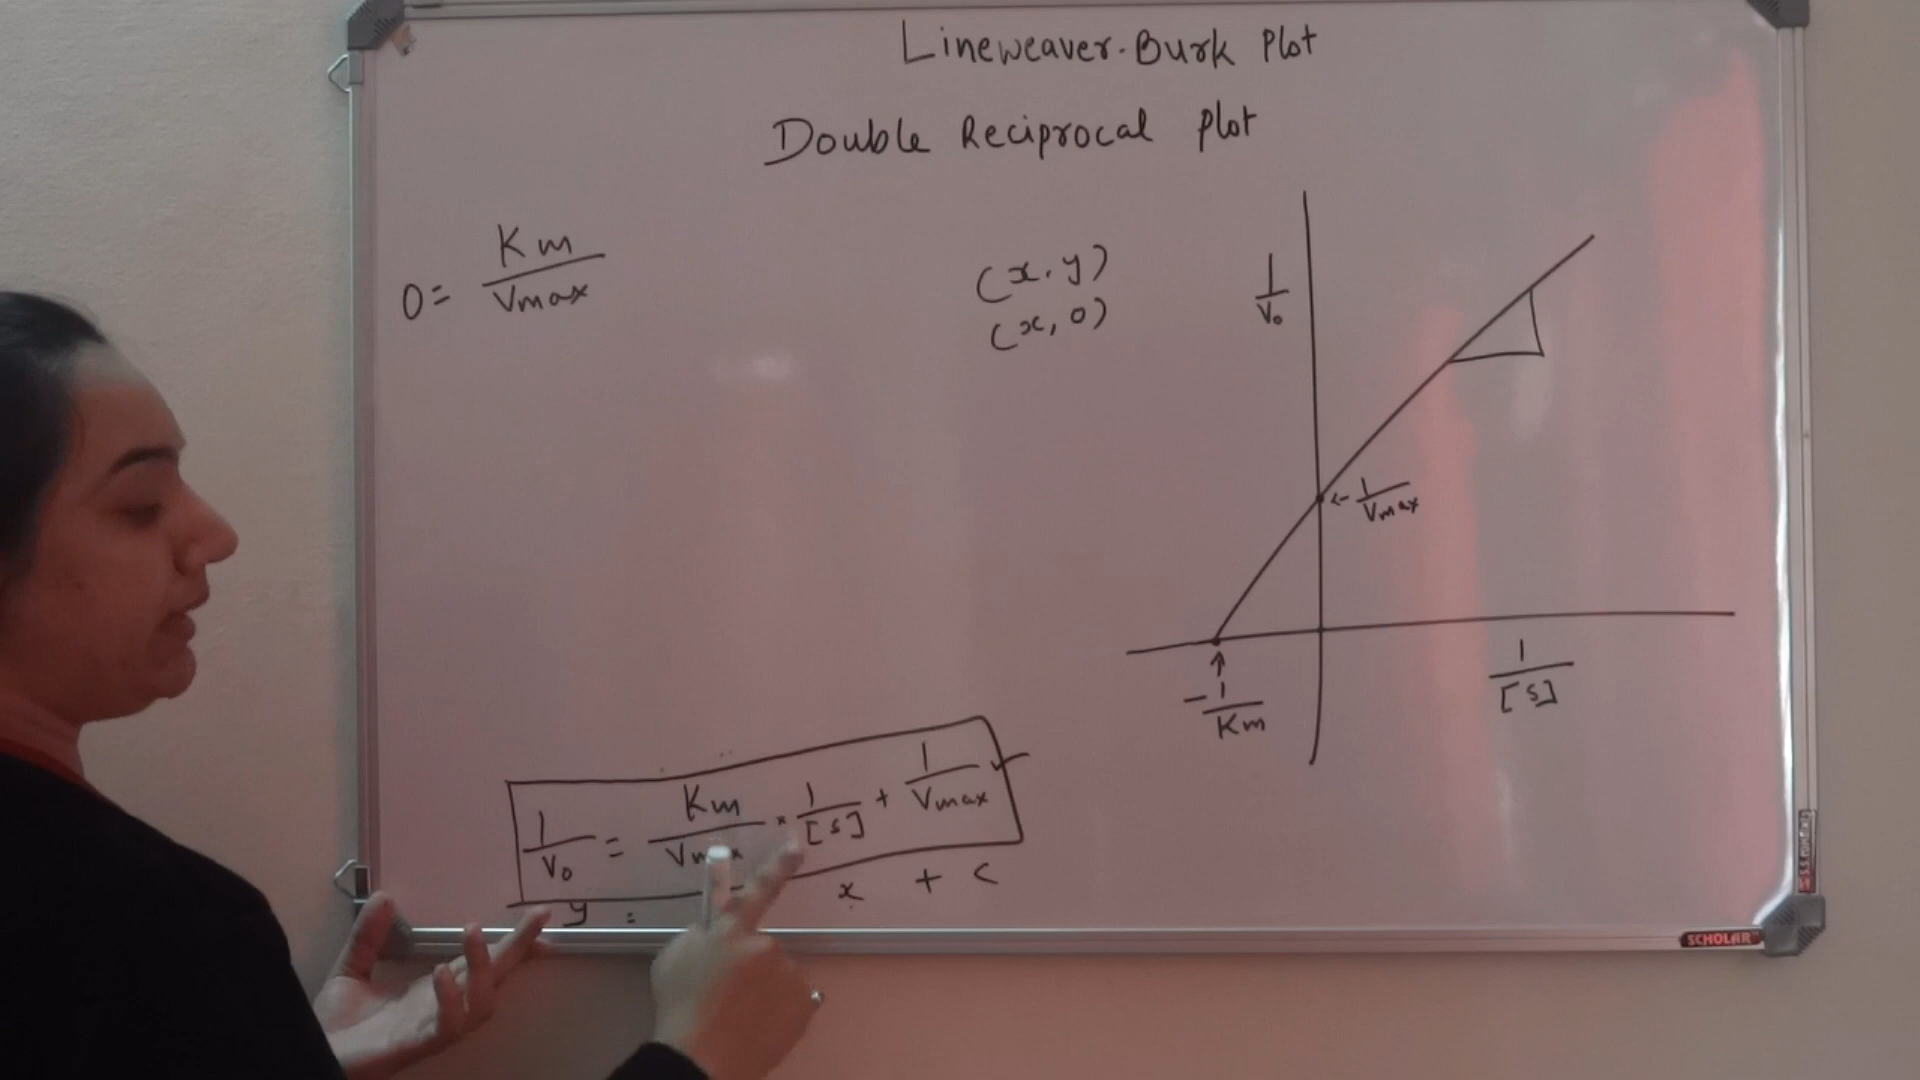 Lineweaver-Burk Plot
Double Reciprocal Plot
0 = Km / Vmax
(x, y)
(x, 0)
1 / V0
← 1 / Vmax
↑
- 1 / Km
1 / [S]
1 / V0 = Km / Vmax × 1 / [S] + 1 / Vmax ✓
y = x + c
SCHOLAR